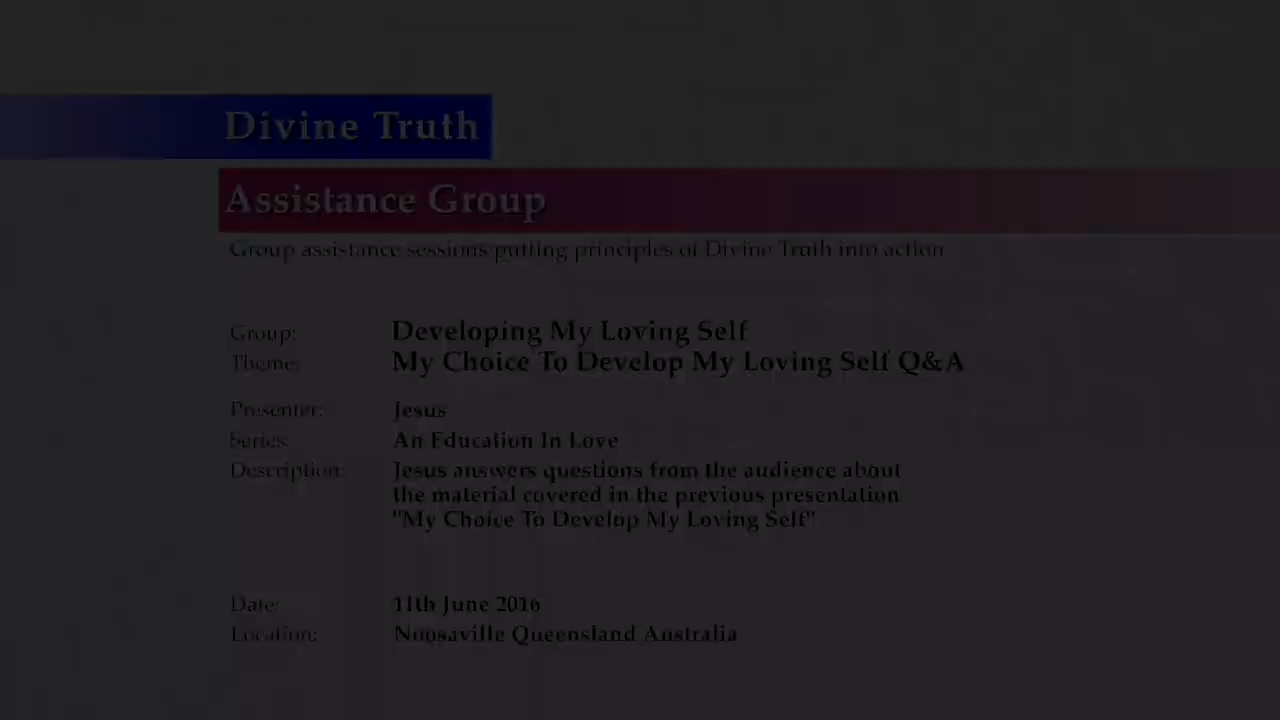 Divine Truth
Assistance Group
Group assistance sessions putting principles of Divine Truth into action
Group: Developing My Loving Self
Theme: My Choice To Develop My Loving Self Q&A
Presenter: Jesus
Series: An Education In Love
Description: Jesus answers questions from the audience about
the material covered in the previous presentation
"My Choice To Develop My Loving Self"
Date: 11th June 2016
Location: Noosaville Queensland Australia